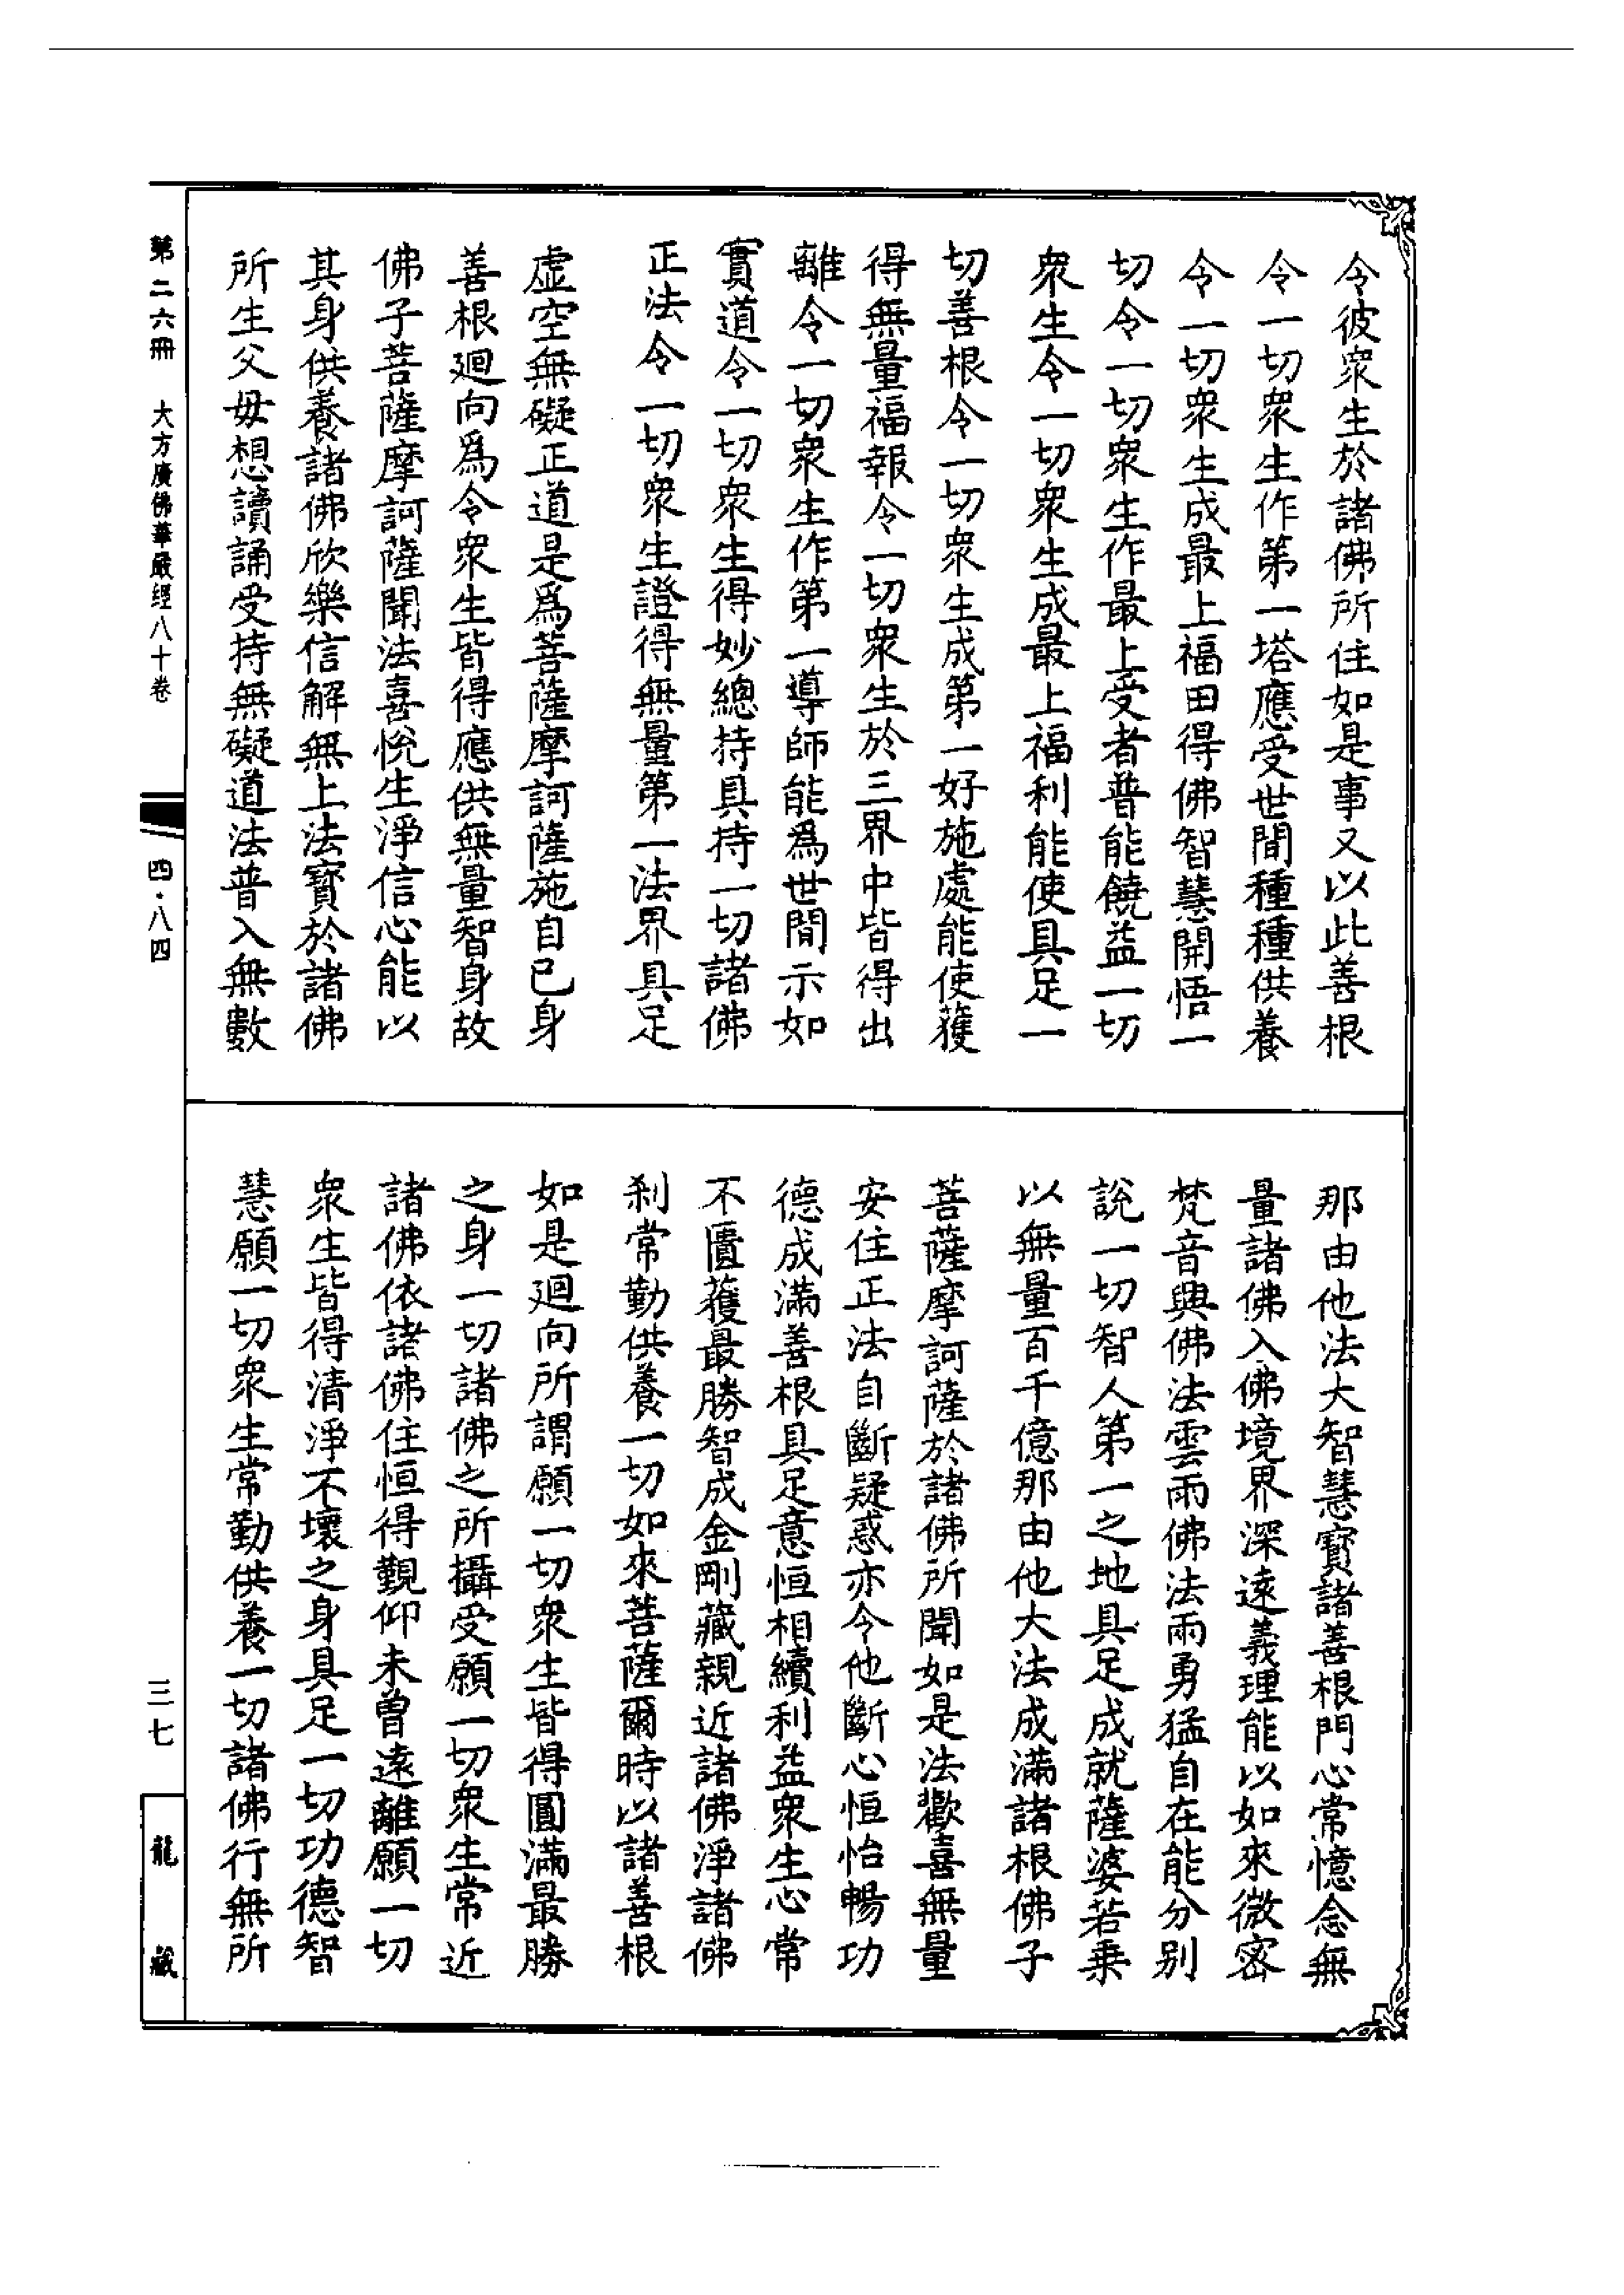 令彼眾生於諸佛所住如是事又以此善根
令一切眾生作第一塔應受世間種種供養
令一切眾生成最上福田得佛智慧開悟一
切令一切眾生作最上受者普能饒益一切
眾生令一切眾生成最上福利能使具足一
切善根令一切眾生成第一好施處能使獲
得無量福報令一切眾生於三界中皆得出
離令一切眾生作第一導師能爲世間示如
實道令一切眾生得妙總持具持一切諸佛
正法令一切眾生證得無量第一法界具足
虛空無礙正道是爲菩薩摩訶薩施自己身
善根迴向爲令眾生皆得應供無量智身故
佛子菩薩摩訶薩聞法喜悅生淨信心能以
其身供養諸佛欣樂信解無上法寶於諸佛
所生父毋想讀誦受持無礙道法普入無數
那由他法大智慧寶諸善根門心常憶念無
量諸佛入佛境界深遠義理能以如來微密
梵音興佛法雲雨佛法雨勇猛自在能分別
說一切智人第一之地具足成就薩婆若乘
以無量百千億那由他大法成滿諸根佛子
菩薩摩訶薩於諸佛所聞如是法歡喜無量
安住正法自斷疑惑亦令他斷心恒怡暢功
德成滿善根具足意恒相續利益眾生心常
不匱獲最勝智成金剛藏親近諸佛淨諸佛
剎常勤供養一切如來菩薩爾時以諸善根
如是迴向所謂願一切眾生皆得圓滿最勝
之身一切諸佛之所攝受願一切眾生常近
諸佛依諸佛住恒得覲仰未曾遠離願一切
眾生皆得清淨不壞之身具足一切功德智
慧願一切眾生常勤供養一切諸佛行無所
第二六冊 大方廣佛華嚴經八十卷
四·八四
三七
龍藏